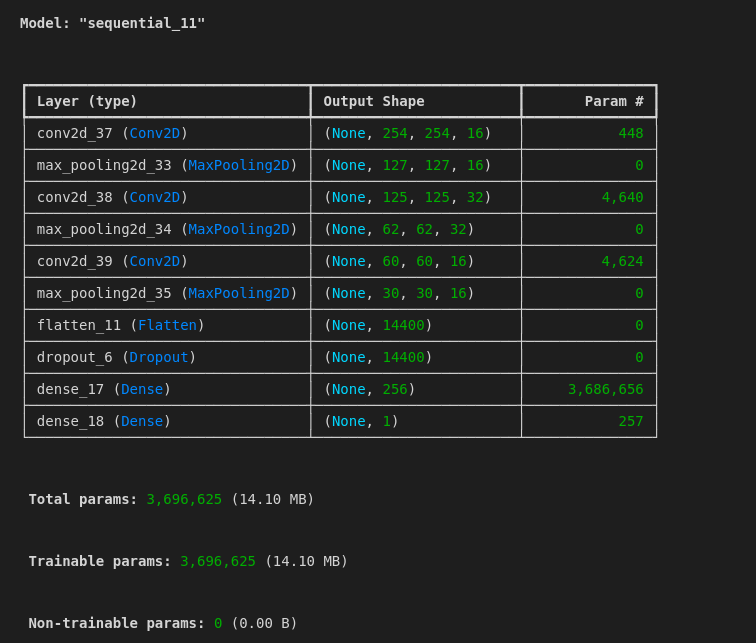 Model: "sequential_11"
Layer (type) Output Shape Param #
conv2d_37 (Conv2D) (None, 254, 254, 16) 448
max_pooling2d_33 (MaxPooling2D) (None, 127, 127, 16) 0
conv2d_38 (Conv2D) (None, 125, 125, 32) 4,640
max_pooling2d_34 (MaxPooling2D) (None, 62, 62, 32) 0
conv2d_39 (Conv2D) (None, 60, 60, 16) 4,624
max_pooling2d_35 (MaxPooling2D) (None, 30, 30, 16) 0
flatten_11 (Flatten) (None, 14400) 0
dropout_6 (Dropout) (None, 14400) 0
dense_17 (Dense) (None, 256) 3,686,656
dense_18 (Dense) (None, 1) 257
Total params: 3,696,625 (14.10 MB)
Trainable params: 3,696,625 (14.10 MB)
Non-trainable params: 0 (0.00 B)